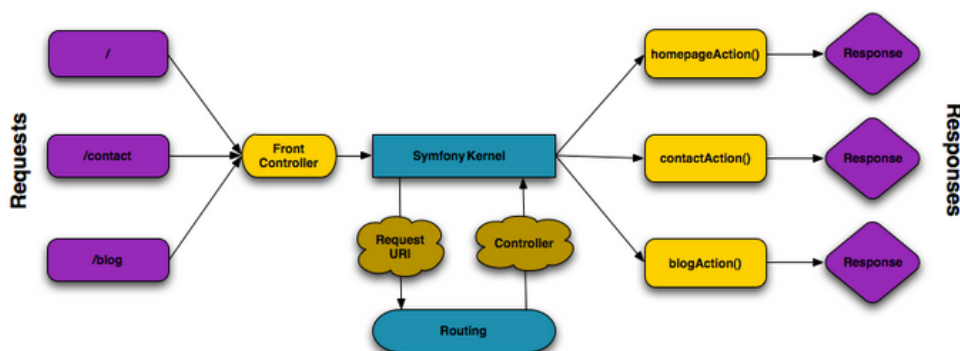 Requests
/
/contact
/blog
Front
Controller
Symfony Kernel
Request
URI
Controller
Routing
homepageAction()
contactAction()
blogAction()
Response
Response
Response
Responses